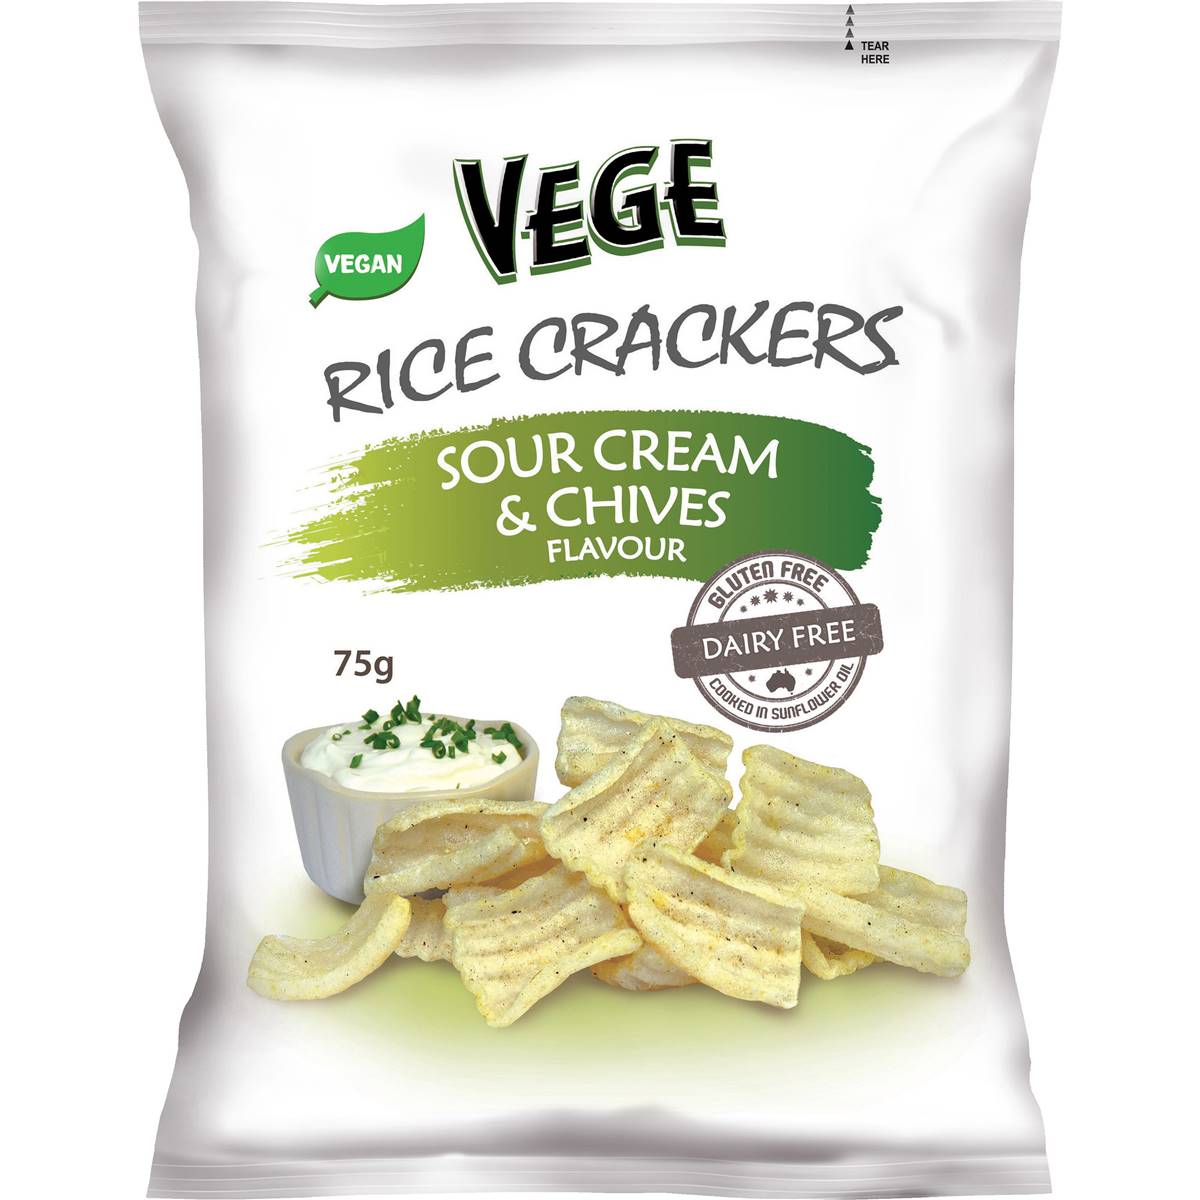 TEAR
HERE
VEGE
VEGAN
RICE CRACKERS
SOUR CREAM
& CHIVES
FLAVOUR
GLUTEN FREE
DAIRY FREE
COOKED IN SUNFLOWER OIL
75g